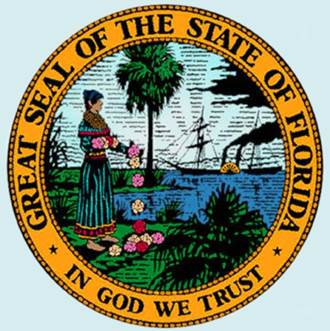 GREAT SEAL OF THE STATE OF FLORIDA
IN GOD WE TRUST